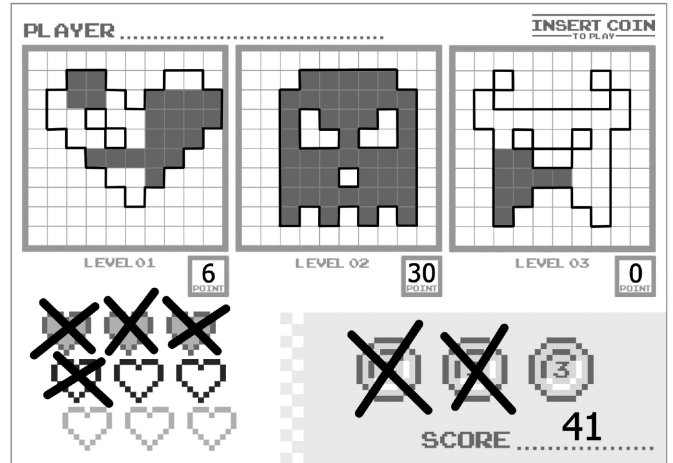 PLAYER
INSERT COIN
TO PLAY
LEVEL 01
6
POINT
LEVEL 02
30
POINT
LEVEL 03
0
POINT
3
SCORE 41